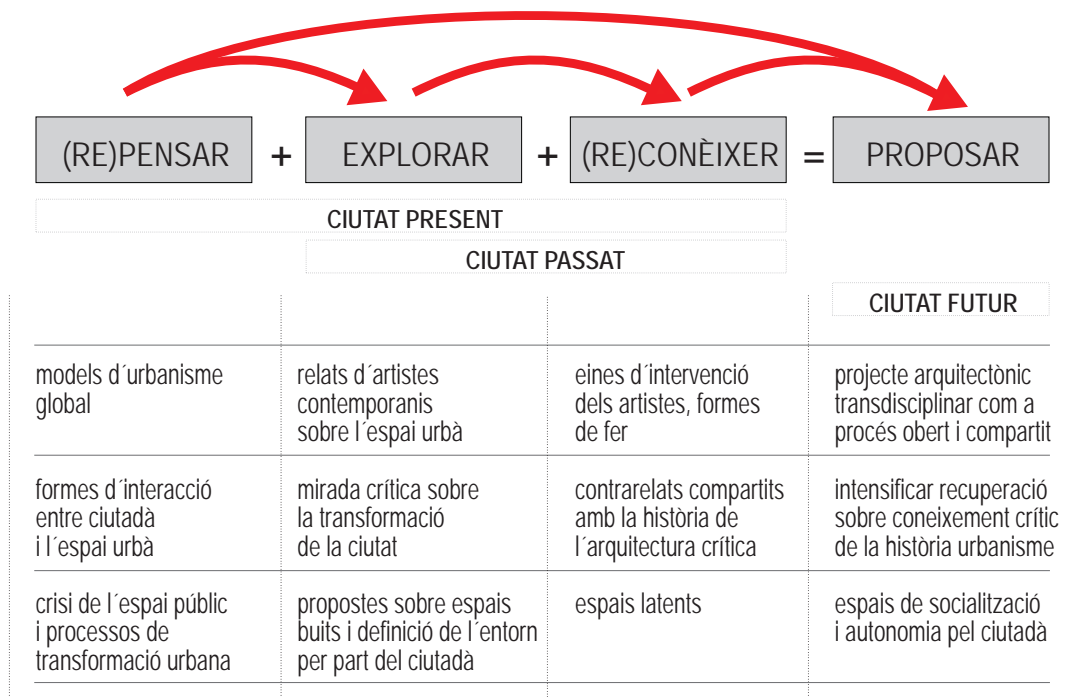 (RE)PENSAR + EXPLORAR + (RE)CONÈIXER = PROPOSAR
CIUTAT PRESENT
CIUTAT PASSAT
CIUTAT FUTUR
models d´urbanisme
global
relats d´artistes
contemporanis
sobre l´espai urbà
eines d´intervenció
dels artistes, formes
de fer
projecte arquitectònic
transdisciplinar com a
procés obert i compartit
formes d´interacció
entre ciutadà
i l´espai urbà
mirada crítica sobre
la transformació
de la ciutat
contrarelats compartits
amb la història de
l´arquitectura crítica
intensificar recuperació
sobre coneixement crític
de la història urbanisme
crisi de l´espai públic
i processos de
transformació urbana
propostes sobre espais
buits i definició de l´entorn
per part del ciutadà
espais latents
espais de socialització
i autonomia pel ciutadà